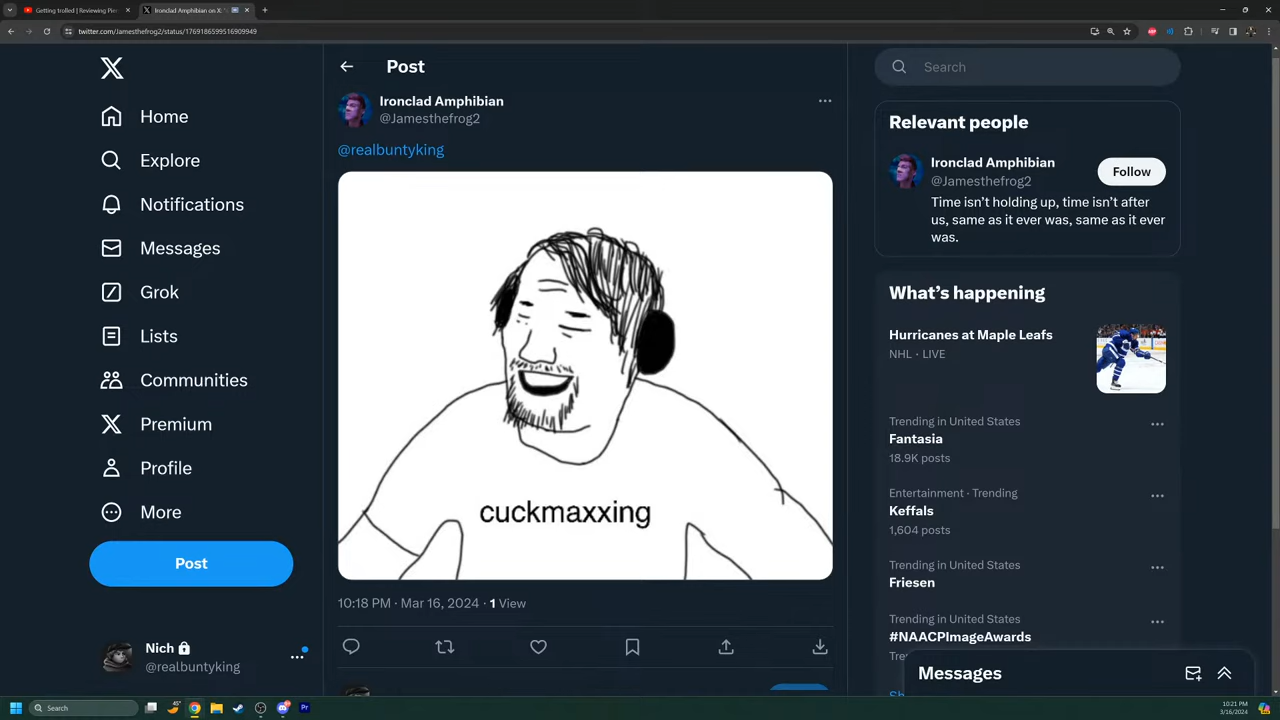 Getting trolled | Reviewing Pier
Ironclad Amphibian on X: "
twitter.com/Jamesthefrog2/status/1769186599516909949
Home
Explore
Notifications
Messages
Grok
Lists
Communities
Premium
Profile
More
Post
Nich
@realbuntyking
Post
Ironclad Amphibian
@Jamesthefrog2
@realbuntyking
cuckmaxxing
10:18 PM · Mar 16, 2024 · 1 View
Search
Relevant people
Ironclad Amphibian
@Jamesthefrog2
Follow
Time isn’t holding up, time isn’t after
us, same as it ever was, same as it ever
was.
What’s happening
Hurricanes at Maple Leafs
NHL · LIVE
Trending in United States
Fantasia
18.9K posts
Entertainment · Trending
Keffals
1,604 posts
Trending in United States
Friesen
Trending in United States
#NAACPImageAwards
Messages
Search
10:21 PM
3/16/2024